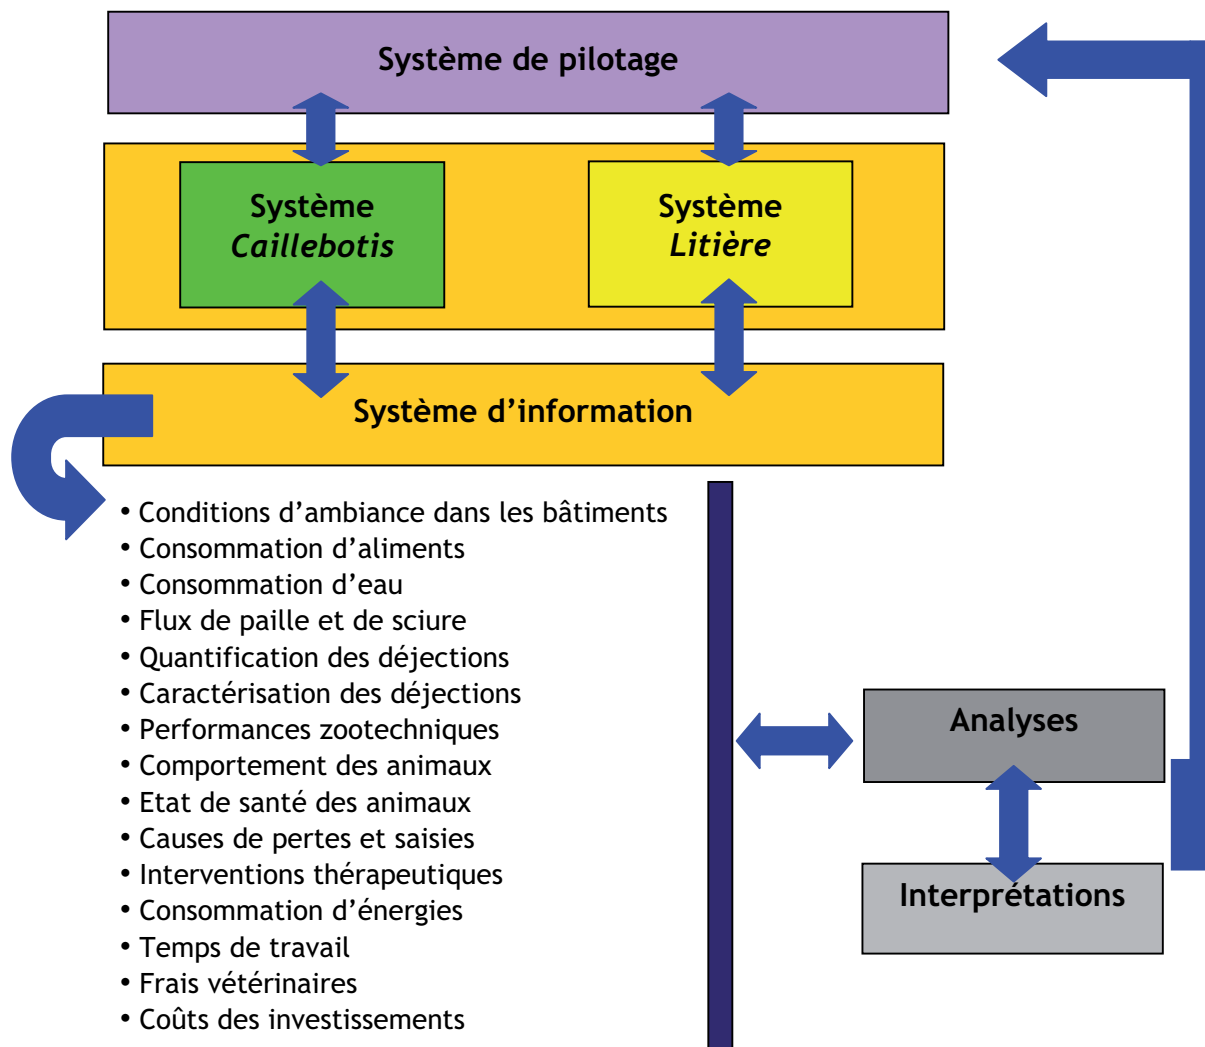 Système de pilotage
Système
Caillebotis
Système
Litière
Système d’information
• Conditions d’ambiance dans les bâtiments
• Consommation d’aliments
• Consommation d’eau
• Flux de paille et de sciure
• Quantification des déjections
• Caractérisation des déjections
• Performances zootechniques
• Comportement des animaux
• Etat de santé des animaux
• Causes de pertes et saisies
• Interventions thérapeutiques
• Consommation d’énergies
• Temps de travail
• Frais vétérinaires
• Coûts des investissements
Analyses
Interprétations